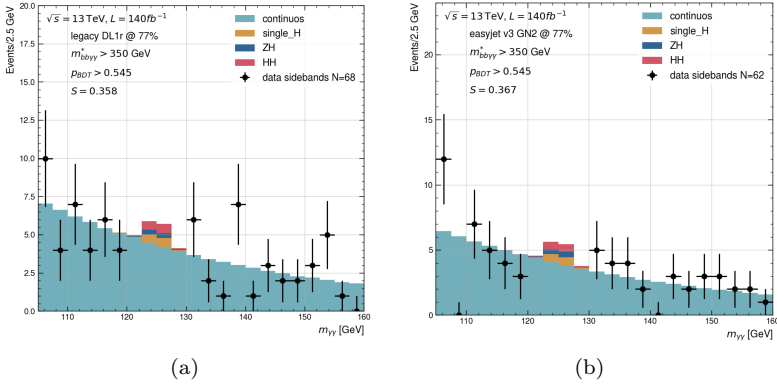 √s = 13 TeV, L = 140fb⁻¹
legacy DL1r @ 77%
m*bbγγ > 350 GeV
pBDT > 0.545
S = 0.358
continuos
single_H
ZH
HH
data sidebands N=68
Events/2.5 GeV
20.0
17.5
15.0
12.5
10.0
7.5
5.0
2.5
0.0
110 120 130 140 150 160
mγγ [GeV]
(a)
√s = 13 TeV, L = 140fb⁻¹
easyjet v3 GN2 @ 77%
m*bbγγ > 350 GeV
pBDT > 0.545
S = 0.367
continuos
single_H
ZH
HH
data sidebands N=62
Events/2.5 GeV
20
15
10
5
0
110 120 130 140 150 160
mγγ [GeV]
(b)